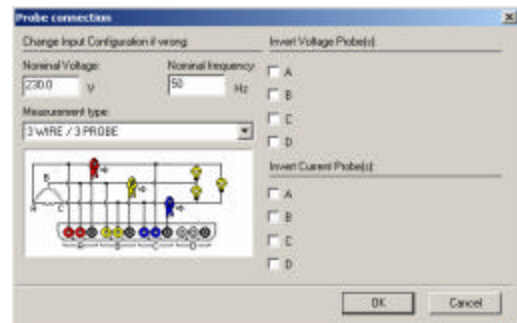 Probe connection
Change Input Configuration if wrong:
Nominal Voltage:
Nominal frequency:
230.0 V
50 Hz
Measurement type:
3 WIRE / 3 PROBE
B
A C
A B C D
Invert Voltage Probe(s):
A
B
C
D
Invert Current Probe(s):
A
B
C
D
OK
Cancel